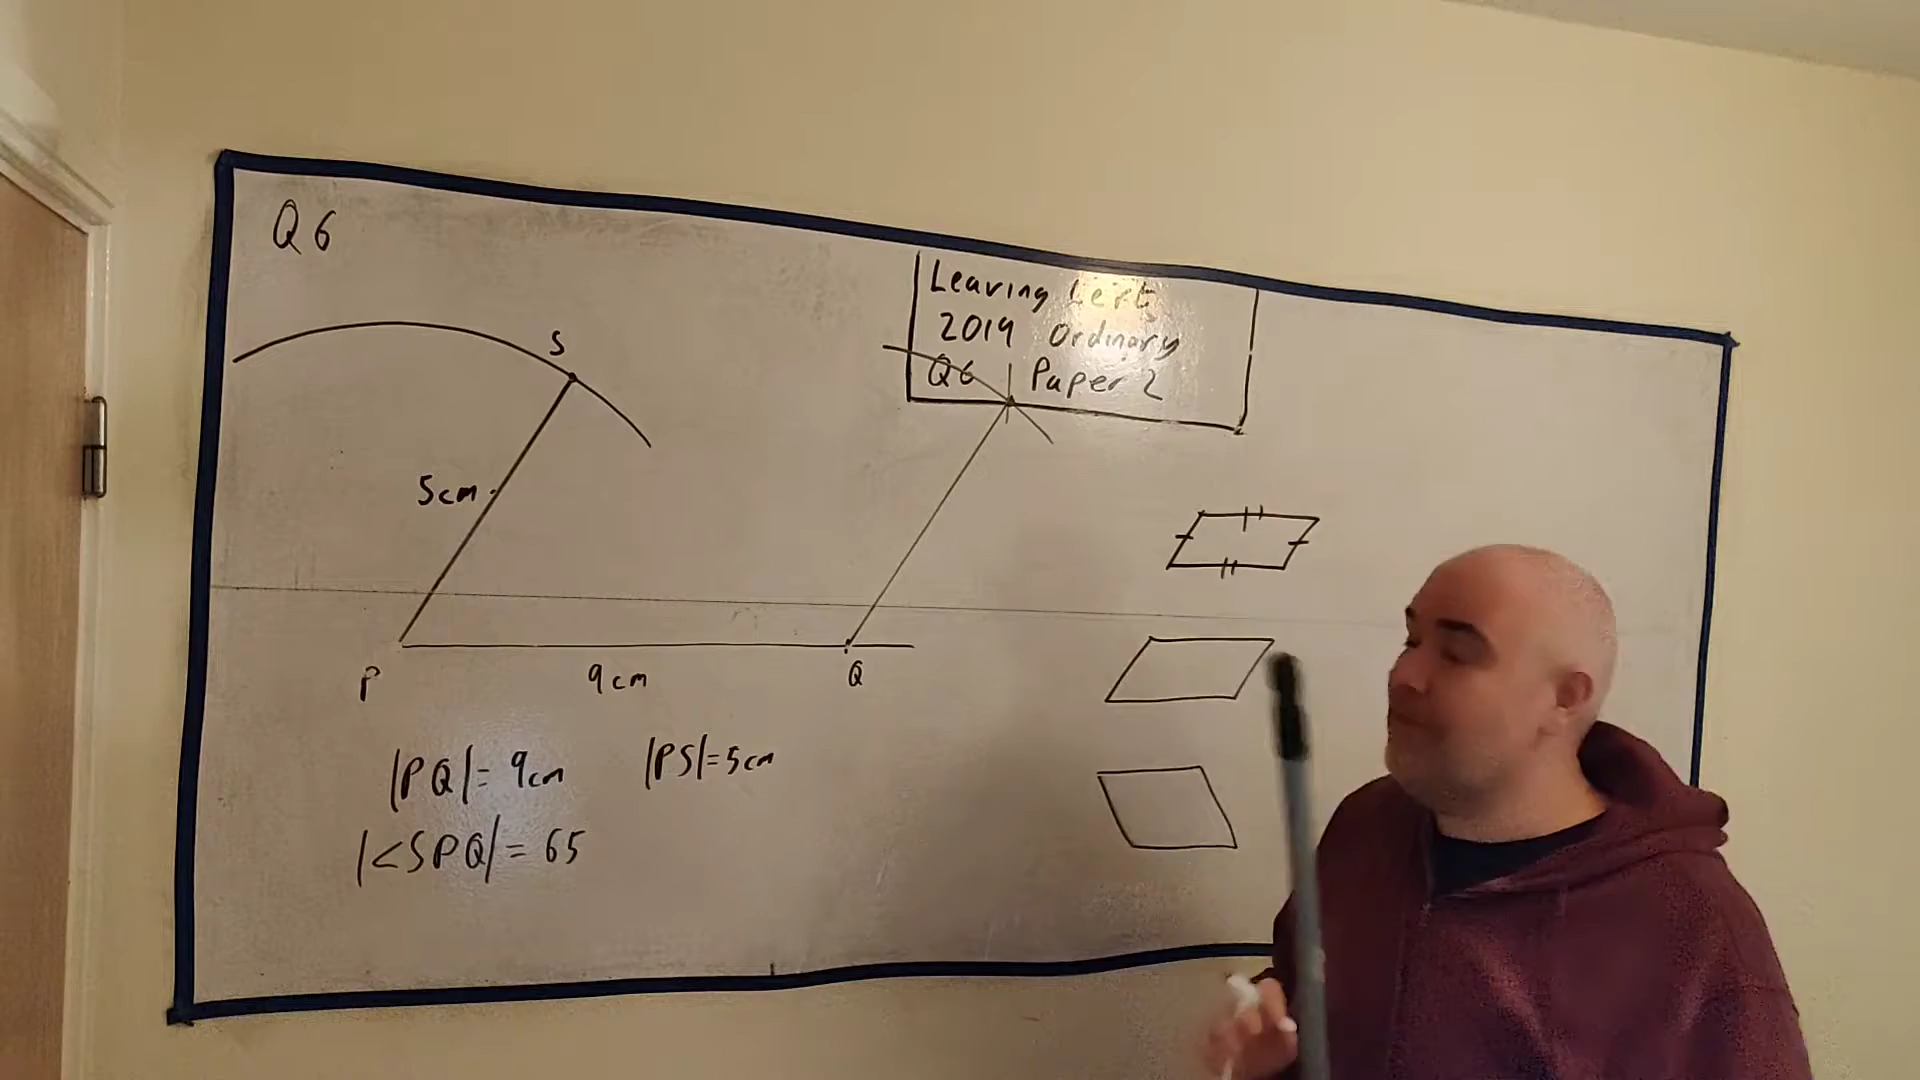 Q6
Leaving Cert
2019 Ordinary
Q6 Paper 2
S
5cm
P
9cm
Q
|PQ|= 9cm
|PS|=5cm
|<SPQ|= 65